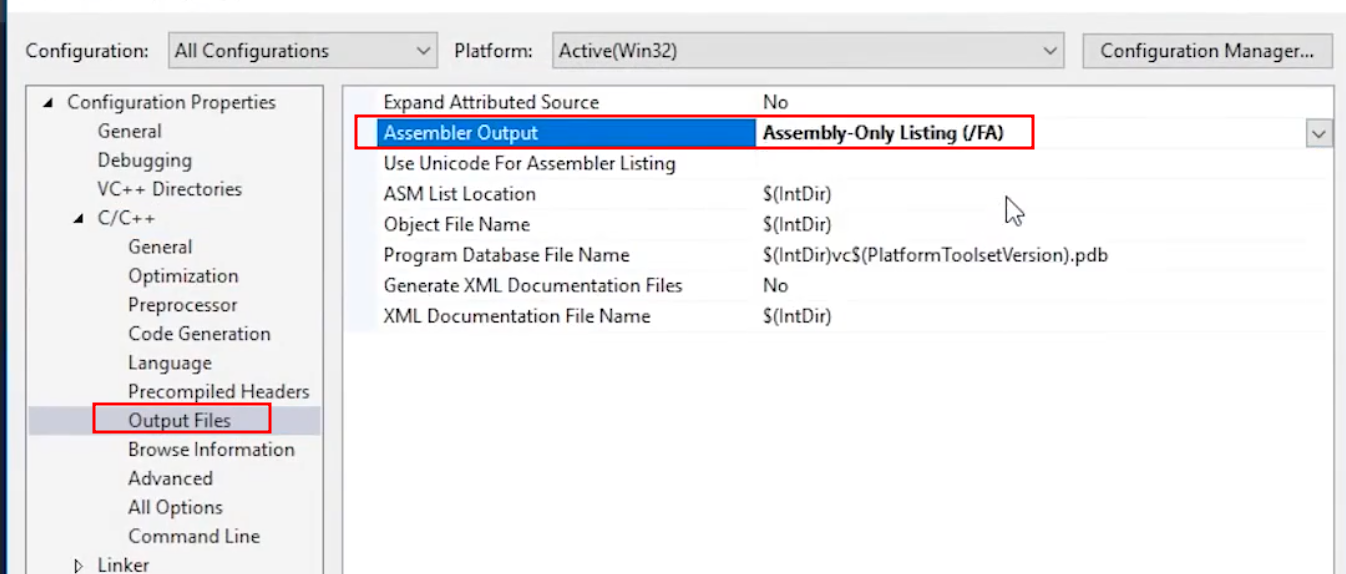 Configuration: All Configurations Platform: Active(Win32) Configuration Manager...
Configuration Properties
General
Debugging
VC++ Directories
C/C++
General
Optimization
Preprocessor
Code Generation
Language
Precompiled Headers
Output Files
Browse Information
Advanced
All Options
Command Line
Linker
Expand Attributed Source No
Assembler Output Assembly-Only Listing (/FA)
Use Unicode For Assembler Listing
ASM List Location $(IntDir)
Object File Name $(IntDir)
Program Database File Name $(IntDir)vc$(PlatformToolsetVersion).pdb
Generate XML Documentation Files No
XML Documentation File Name $(IntDir)